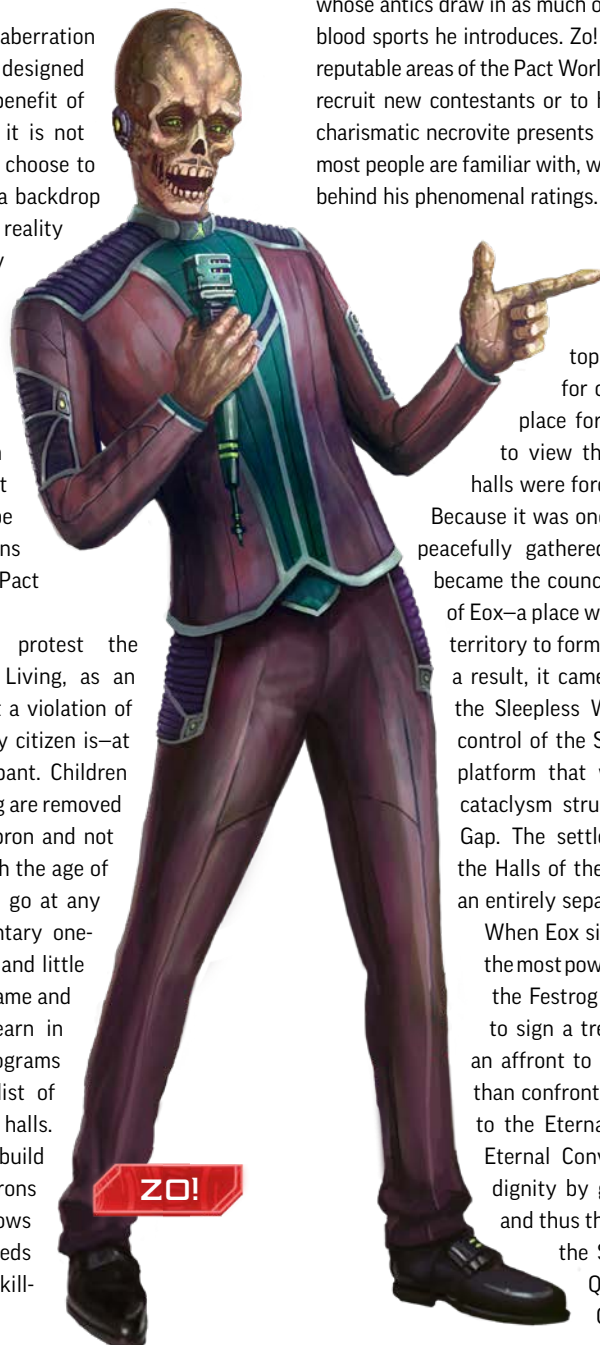 aberration
designed
benefit of
it is not
choose to
a backdrop
reality
y
t
be
ns
Pact
protest the
Living, as an
t a violation of
y citizen is—at
pant. Children
g are removed
oron and not
h the age of
go at any
ntary one-
and little
ame and
earn in
ograms
list of
halls.
build
rons
ows
eds
kill-
whose antics draw in as much o
blood sports he introduces. Zo!
reputable areas of the Pact Worl
recruit new contestants or to h
charismatic necrovite presents
most people are familiar with, w
behind his phenomenal ratings.
top
for c
place for
to view th
halls were forc
Because it was onc
peacefully gathered
became the counc
of Eox—a place w
territory to form
a result, it came
the Sleepless W
control of the S
platform that w
cataclysm stru
Gap. The settle
the Halls of the
an entirely sepa
When Eox si
the most pow
the Festrog
to sign a tre
an affront to
than confront
to the Eterna
Eternal Conv
dignity by g
and thus th
the S
Q
ZO!